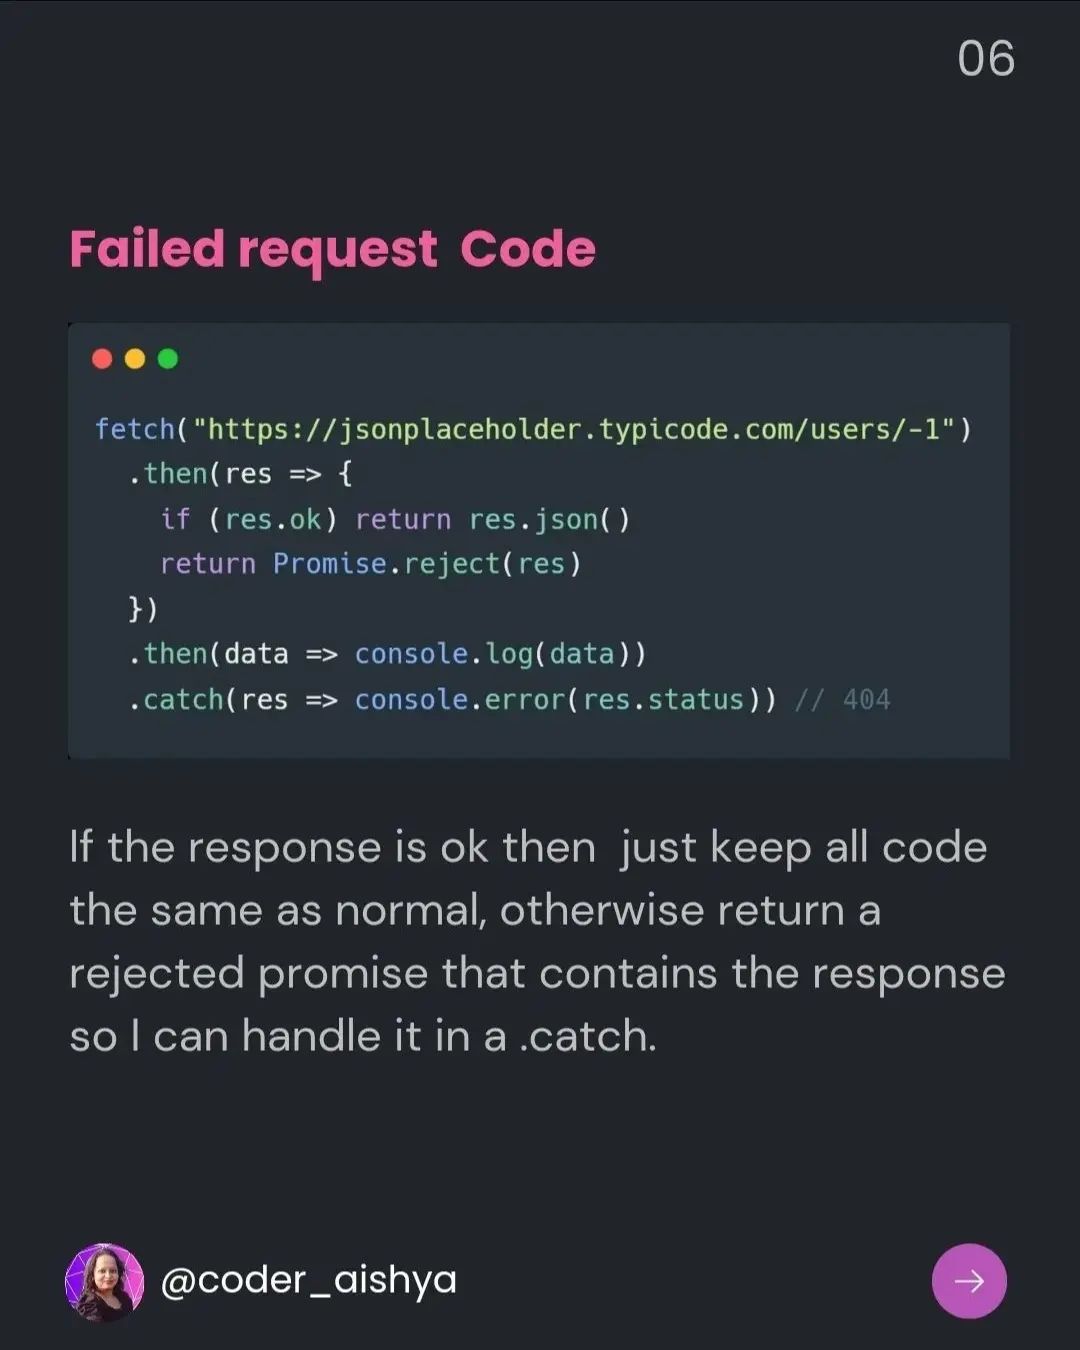 06
Failed request  Code
fetch("https://jsonplaceholder.typicode.com/users/-1")
  .then(res => {
    if (res.ok) return res.json()
    return Promise.reject(res)
  })
  .then(data => console.log(data))
  .catch(res => console.error(res.status)) // 404
If the response is ok then  just keep all code
the same as normal, otherwise return a
rejected promise that contains the response
so I can handle it in a .catch.
@coder_aishya